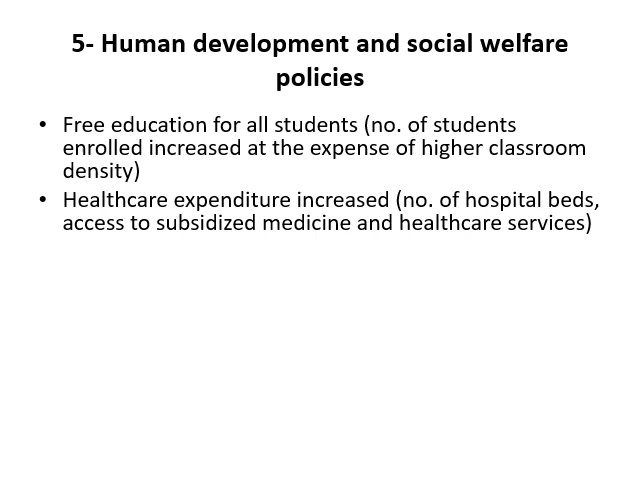 5- Human development and social welfare
policies
• Free education for all students (no. of students
enrolled increased at the expense of higher classroom
density)
• Healthcare expenditure increased (no. of hospital beds,
access to subsidized medicine and healthcare services)